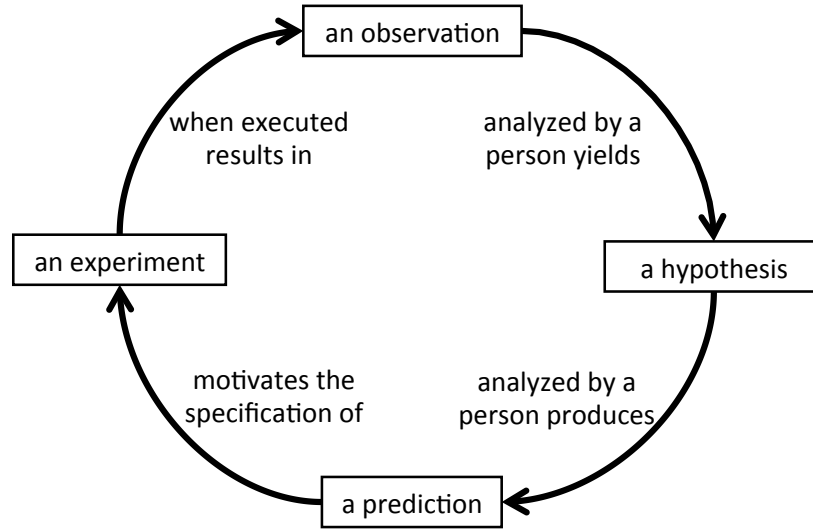 an observation
when executed
results in
analyzed by a
person yields
an experiment
a hypothesis
motivates the
specification of
analyzed by a
person produces
a prediction